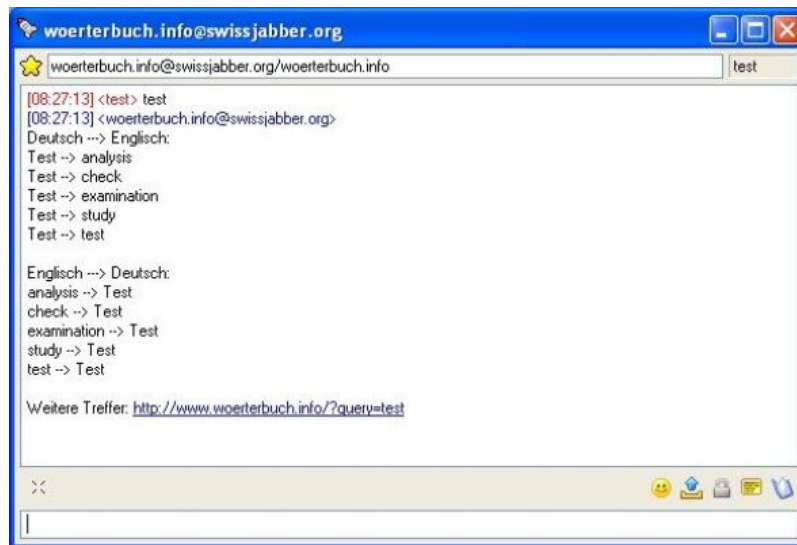 woerterbuch.info@swissjabber.org
woerterbuch.info@swissjabber.org/woerterbuch.info
test
[08:27:13] <test> test
[08:27:13] <woerterbuch.info@swissjabber.org>
Deutsch ---> Englisch:
Test --> analysis
Test --> check
Test --> examination
Test --> study
Test --> test
Englisch ---> Deutsch:
analysis --> Test
check --> Test
examination --> Test
study --> Test
test --> Test
Weitere Treffer: http://www.woerterbuch.info/?query=test